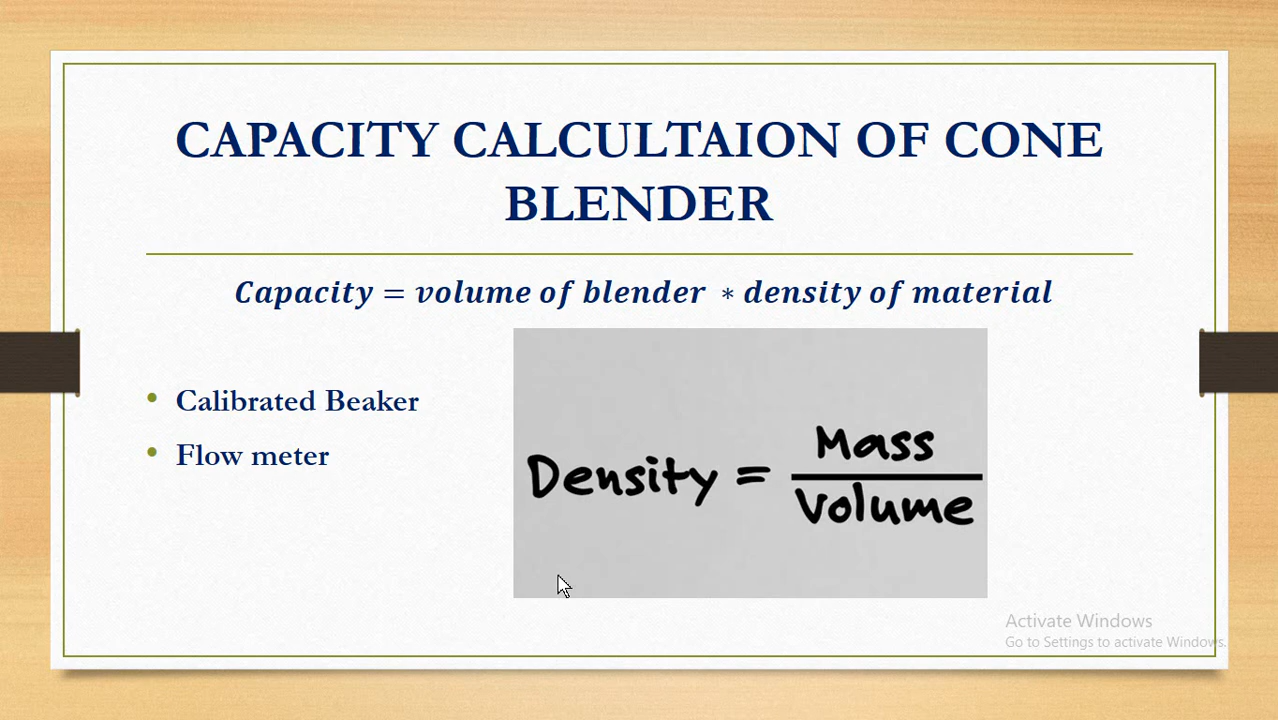 CAPACITY CALCULTAION OF CONE
BLENDER
Capacity = volume of blender * density of material
• Calibrated Beaker
• Flow meter
Density = Mass
Volume
Activate Windows
Go to Settings to activate Windows.